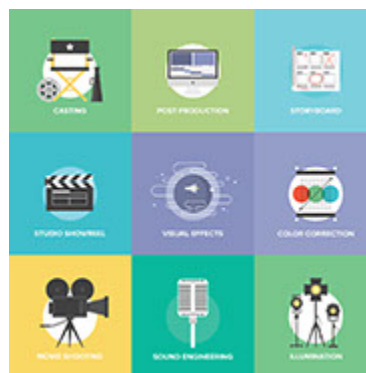 CASTING
POST-PRODUCTION
STORYBOARD
STUDIO SHOWREEL
VISUAL EFFECTS
COLOR CORRECTION
MOVIE SHOOTING
SOUND ENGINEERING
ILLUMINATION